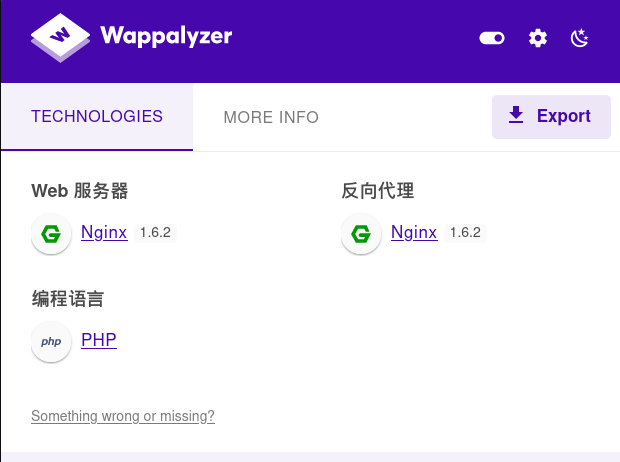 Wappalyzer
TECHNOLOGIES
MORE INFO
Export
Web 服务器
Nginx 1.6.2
反向代理
Nginx 1.6.2
编程语言
php PHP
Something wrong or missing?